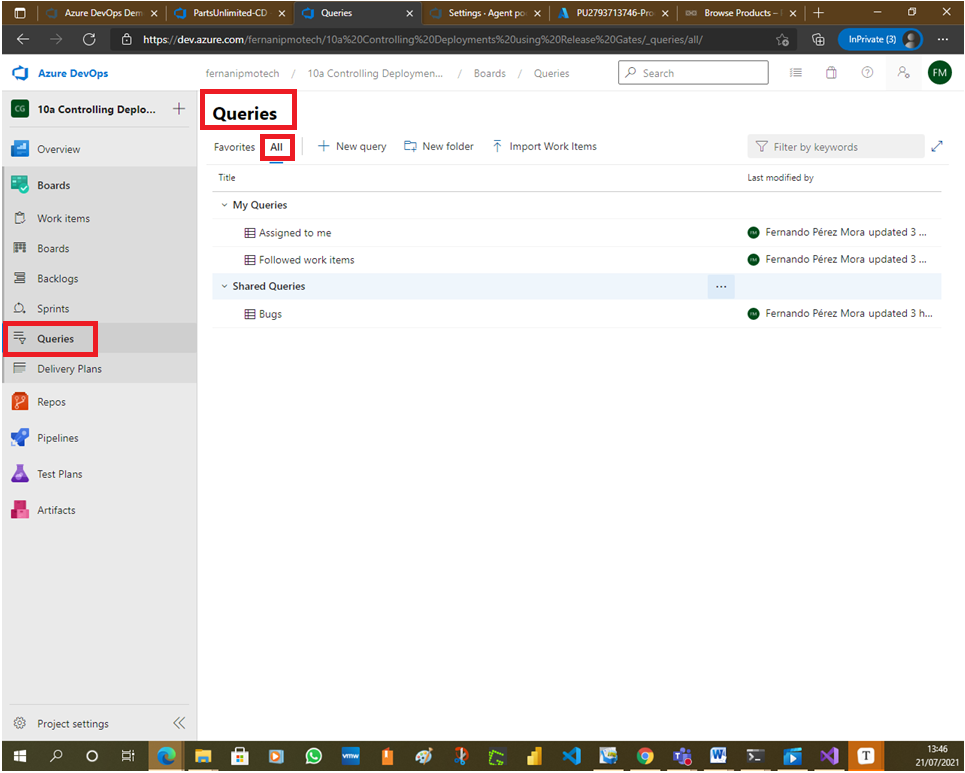 Azure DevOps Den
PartsUnlimited-CD
Queries
Settings · Agent po
PU2793713746-Pro
Browse Products –
https://dev.azure.com/fernanipmotech/10a%20Controlling%20Deployments%20using%20Release%20Gates/_queries/all/
InPrivate (3)
Azure DevOps
fernanipmotech / 10a Controlling Deploymen... / Boards / Queries
Search
FM
CG
10a Controlling Deplo...
Overview
Boards
Work items
Boards
Backlogs
Sprints
Queries
Delivery Plans
Repos
Pipelines
Test Plans
Artifacts
Project settings
Queries
Favorites All New query New folder Import Work Items
Filter by keywords
Title Last modified by
My Queries
Assigned to me FM Fernando Pérez Mora updated 3 ...
Followed work items FM Fernando Pérez Mora updated 3 ...
Shared Queries ...
Bugs FM Fernando Pérez Mora updated 3 h...
vmw
T
13:46
21/07/2021